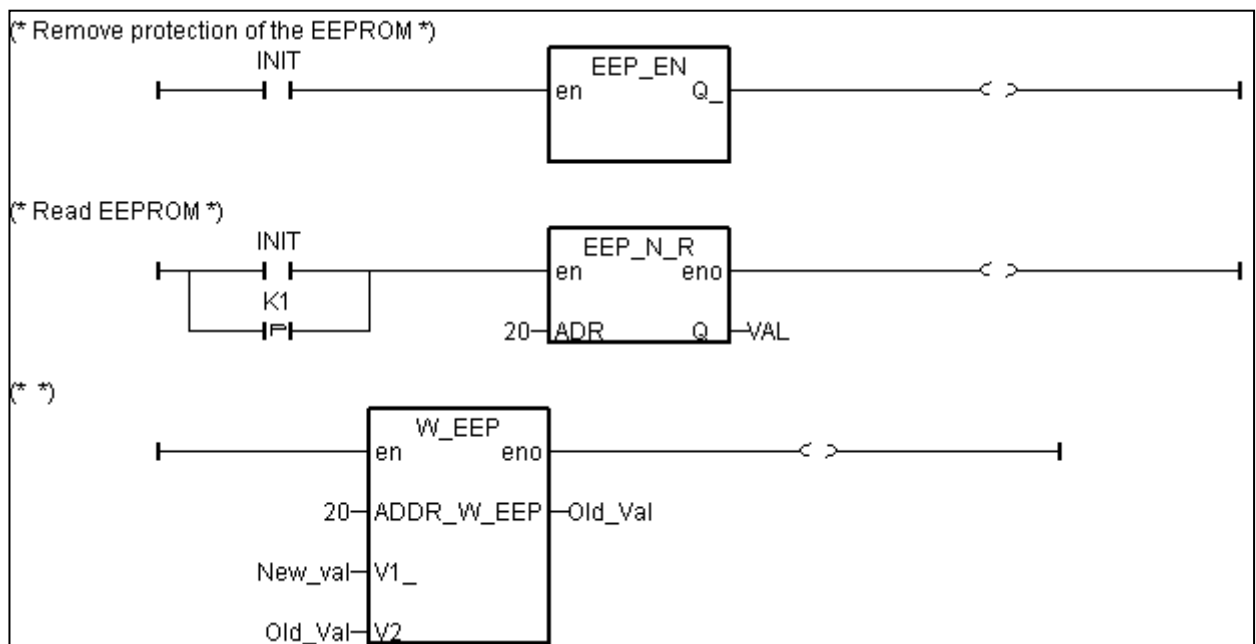 (* Remove protection of the EEPROM *)
INIT
EEP_EN
en Q_
(* Read EEPROM *)
INIT
EEP_N_R
en eno
K1
P
20 ADR Q VAL
(* *)
W_EEP
en eno
20 ADDR_W_EEP Old_Val
New_val V1_
Old_Val V2